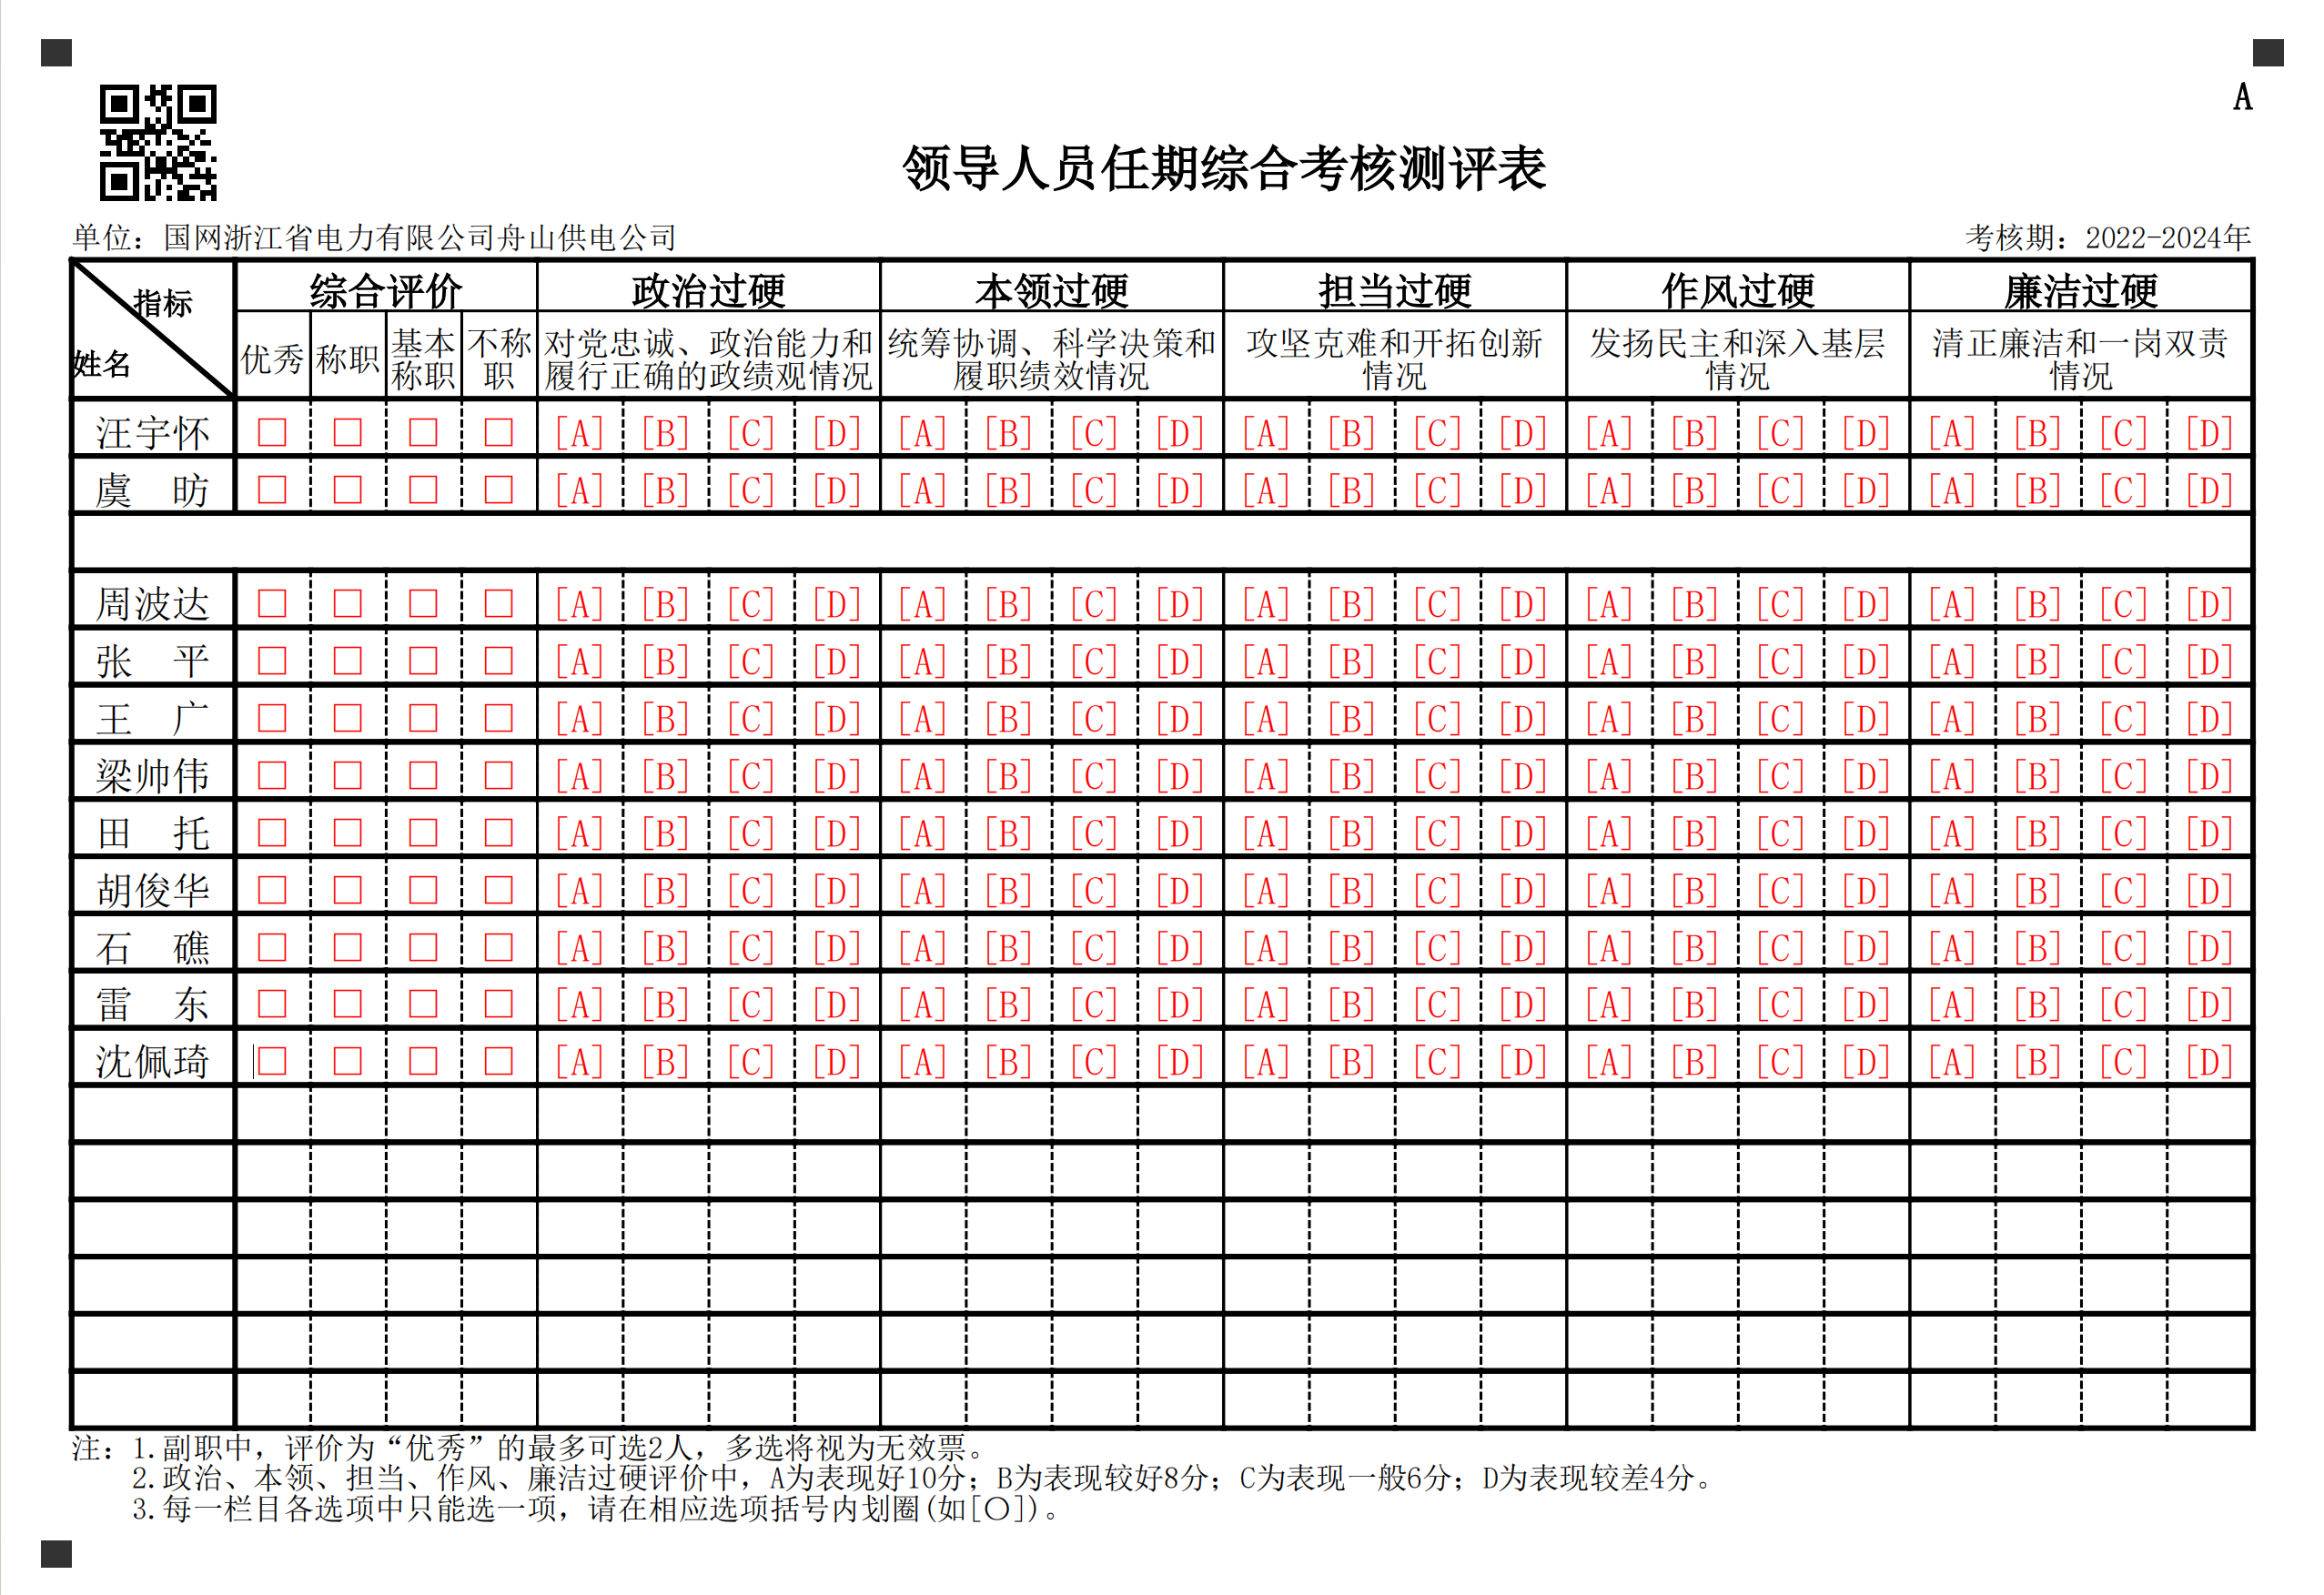 A
领导人员任期综合考核测评表
单位：国网浙江省电力有限公司舟山供电公司 考核期：2022-2024年
指标 姓名 综合评价 政治过硬 本领过硬 担当过硬 作风过硬 廉洁过硬
优秀 称职 基本称职 不称职 对党忠诚、政治能力和履行正确的政绩观情况 统筹协调、科学决策和履职绩效情况 攻坚克难和开拓创新情况 发扬民主和深入基层情况 清正廉洁和一岗双责情况
汪宇怀 □ □ □ □ [A] [B] [C] [D] [A] [B] [C] [D] [A] [B] [C] [D] [A] [B] [C] [D] [A] [B] [C] [D]
虞　昉 □ □ □ □ [A] [B] [C] [D] [A] [B] [C] [D] [A] [B] [C] [D] [A] [B] [C] [D] [A] [B] [C] [D]
周波达 □ □ □ □ [A] [B] [C] [D] [A] [B] [C] [D] [A] [B] [C] [D] [A] [B] [C] [D] [A] [B] [C] [D]
张　平 □ □ □ □ [A] [B] [C] [D] [A] [B] [C] [D] [A] [B] [C] [D] [A] [B] [C] [D] [A] [B] [C] [D]
王　广 □ □ □ □ [A] [B] [C] [D] [A] [B] [C] [D] [A] [B] [C] [D] [A] [B] [C] [D] [A] [B] [C] [D]
梁帅伟 □ □ □ □ [A] [B] [C] [D] [A] [B] [C] [D] [A] [B] [C] [D] [A] [B] [C] [D] [A] [B] [C] [D]
田　托 □ □ □ □ [A] [B] [C] [D] [A] [B] [C] [D] [A] [B] [C] [D] [A] [B] [C] [D] [A] [B] [C] [D]
胡俊华 □ □ □ □ [A] [B] [C] [D] [A] [B] [C] [D] [A] [B] [C] [D] [A] [B] [C] [D] [A] [B] [C] [D]
石　礁 □ □ □ □ [A] [B] [C] [D] [A] [B] [C] [D] [A] [B] [C] [D] [A] [B] [C] [D] [A] [B] [C] [D]
雷　东 □ □ □ □ [A] [B] [C] [D] [A] [B] [C] [D] [A] [B] [C] [D] [A] [B] [C] [D] [A] [B] [C] [D]
沈佩琦 □ □ □ □ [A] [B] [C] [D] [A] [B] [C] [D] [A] [B] [C] [D] [A] [B] [C] [D] [A] [B] [C] [D]
注：1.副职中，评价为“优秀”的最多可选2人，多选将视为无效票。
2.政治、本领、担当、作风、廉洁过硬评价中，A为表现好10分；B为表现较好8分；C为表现一般6分；D为表现较差4分。
3.每一栏目各选项中只能选一项，请在相应选项括号内划圈(如[〇])。